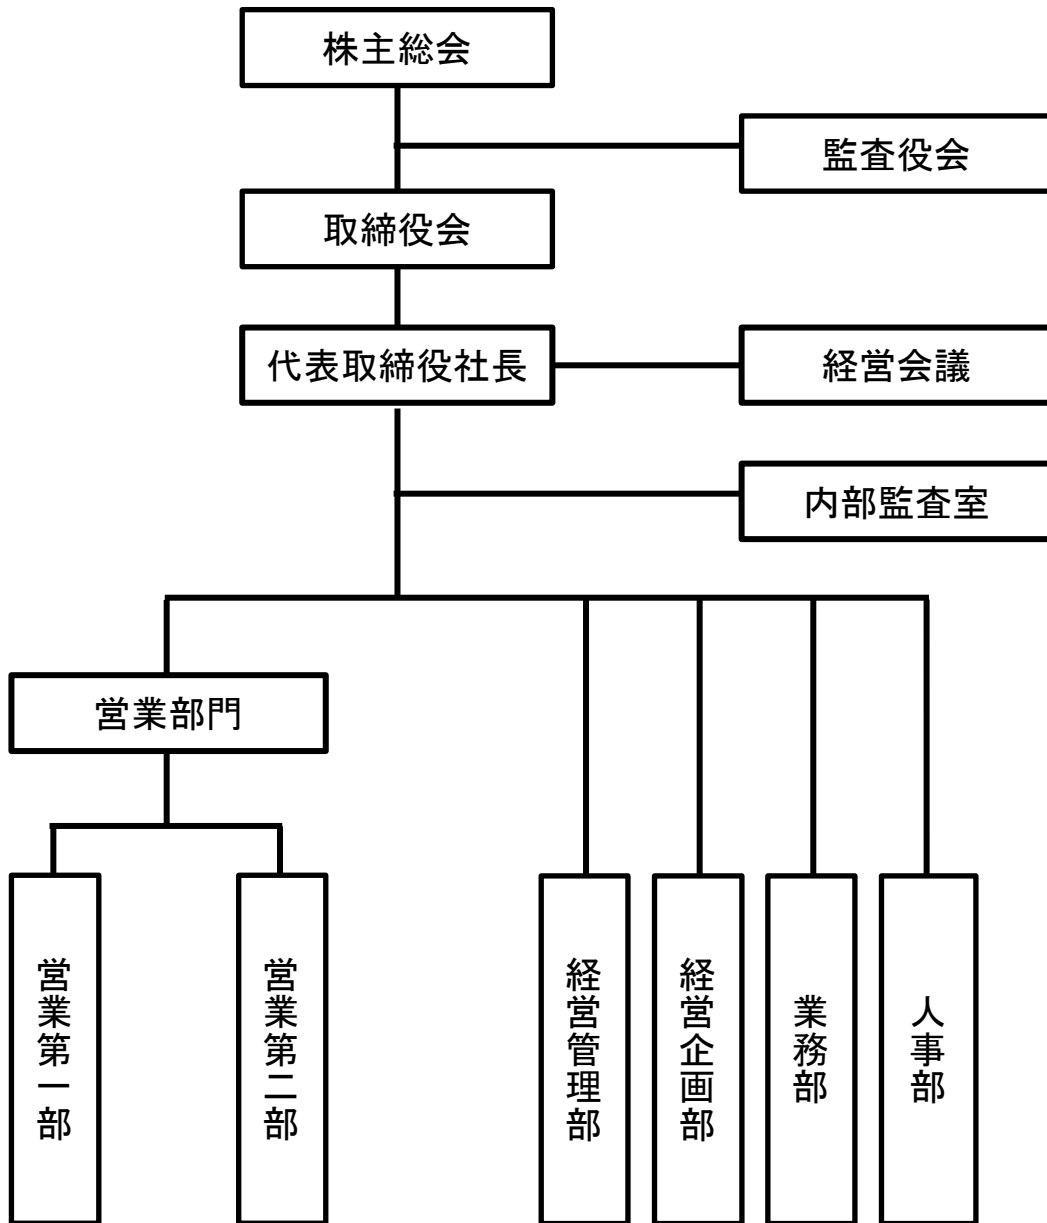 株主総会
監査役会
取締役会
代表取締役社長
経営会議
内部監査室
営業部門
営業第一部
営業第二部
経営管理部
経営企画部
業務部
人事部